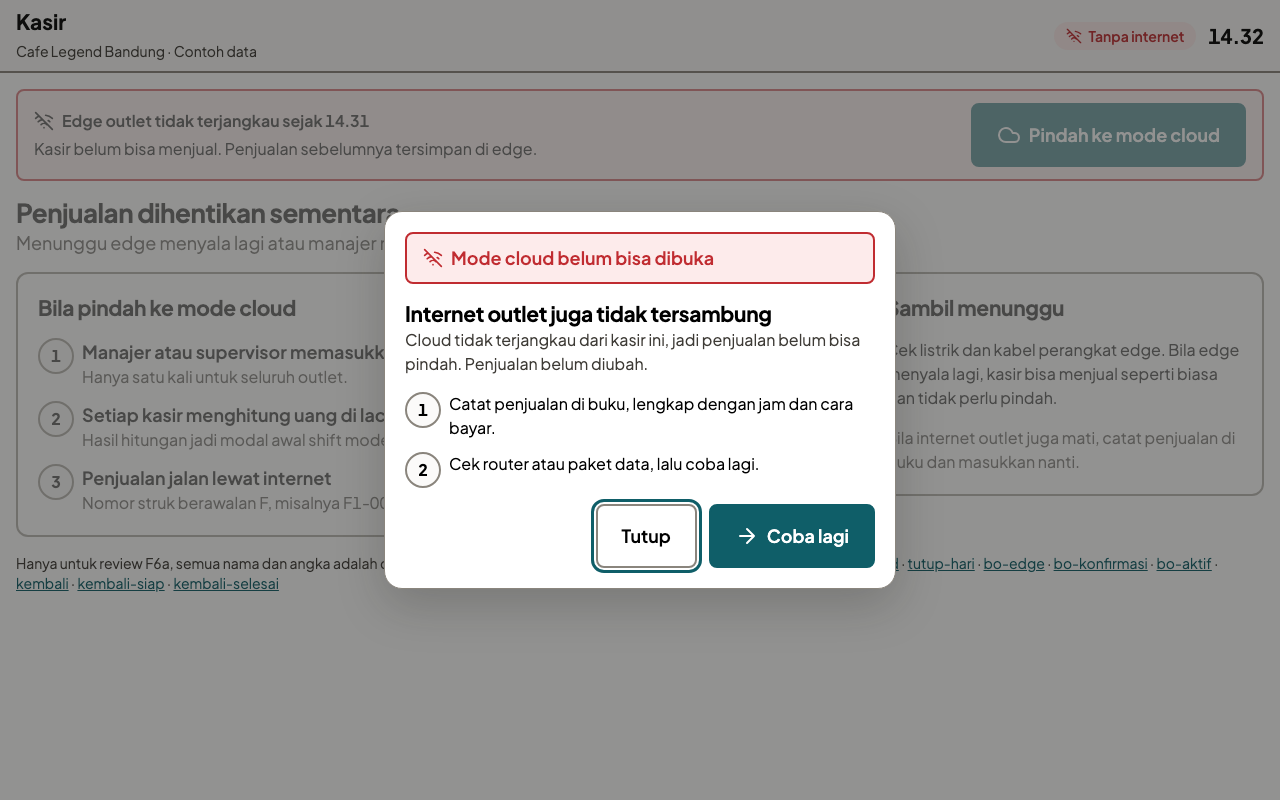 Kasir
Cafe Legend Bandung · Contoh data
Tanpa internet
14.32
Edge outlet tidak terjangkau sejak 14.31
Kasir belum bisa menjual. Penjualan sebelumnya tersimpan di edge.
Pindah ke mode cloud
Penjualan dihentikan sementara
Menunggu edge menyala lagi atau manajer
Bila pindah ke mode cloud
1
Manajer atau supervisor memasukk
Hanya satu kali untuk seluruh outlet.
2
Setiap kasir menghitung uang di lac
Hasil hitungan jadi modal awal shift mode
3
Penjualan jalan lewat internet
Nomor struk berawalan F, misalnya F1-00
Mode cloud belum bisa dibuka
Internet outlet juga tidak tersambung
Cloud tidak terjangkau dari kasir ini, jadi penjualan belum bisa
pindah. Penjualan belum diubah.
1
Catat penjualan di buku, lengkap dengan jam dan cara
bayar.
2
Cek router atau paket data, lalu coba lagi.
Tutup
Coba lagi
Sambil menunggu
Cek listrik dan kabel perangkat edge. Bila edge
menyala lagi, kasir bisa menjual seperti biasa
dan tidak perlu pindah.
Bila internet outlet juga mati, catat penjualan di
buku dan masukkan nanti.
Hanya untuk review F6a, semua nama dan angka adalah
· tutup-hari · bo-edge · bo-konfirmasi · bo-aktif ·
kembali · kembali-siap · kembali-selesai